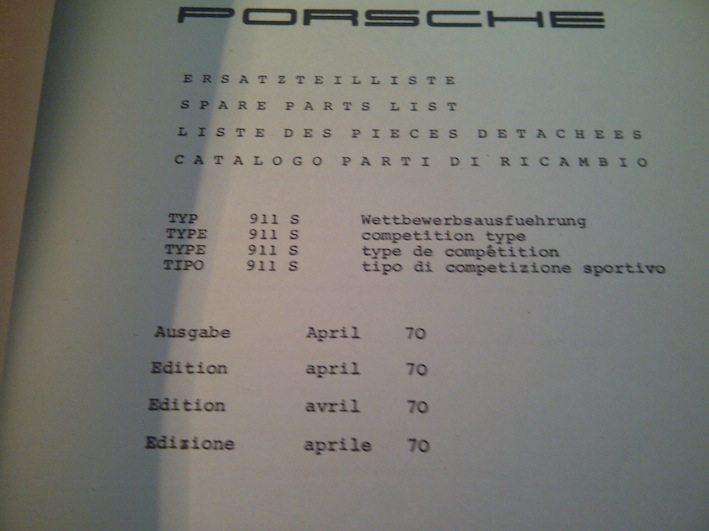 PORSCHE
ERSATZTEILLISTE
SPARE PARTS LIST
LISTE DES PIECES DETACHEES
CATALOGO PARTI DI RICAMBIO
TYP 911 S Wettbewerbsausfuehrung
TYPE 911 S competition type
TYPE 911 S type de compétition
TIPO 911 S tipo di competizione sportivo
Ausgabe April 70
Edition april 70
Edition avril 70
Edizione aprile 70